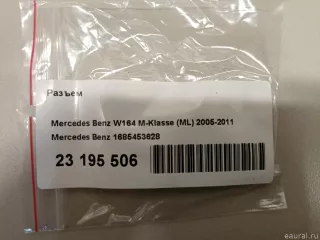 Разъем
Mercedes Benz W164 M-Klasse (ML) 2005-2011
Mercedes Benz 1685453628
23 195 506
eaural.ru